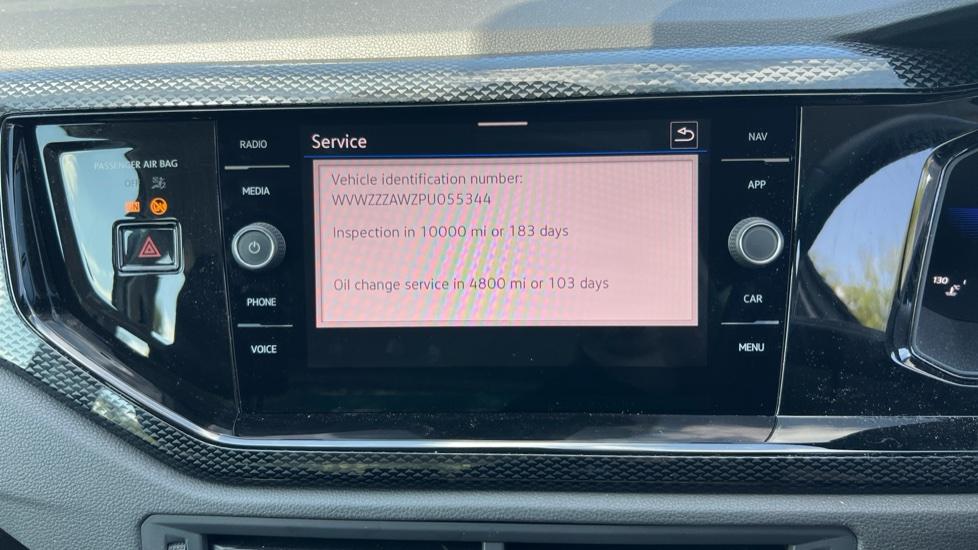 PASSENGER AIR BAG
OFF
ON
RADIO
MEDIA
PHONE
VOICE
Service
Vehicle identification number:
WVWZZZAWZPU055344
Inspection in 10000 mi or 183 days
Oil change service in 4800 mi or 103 days
NAV
APP
CAR
MENU
130
°C